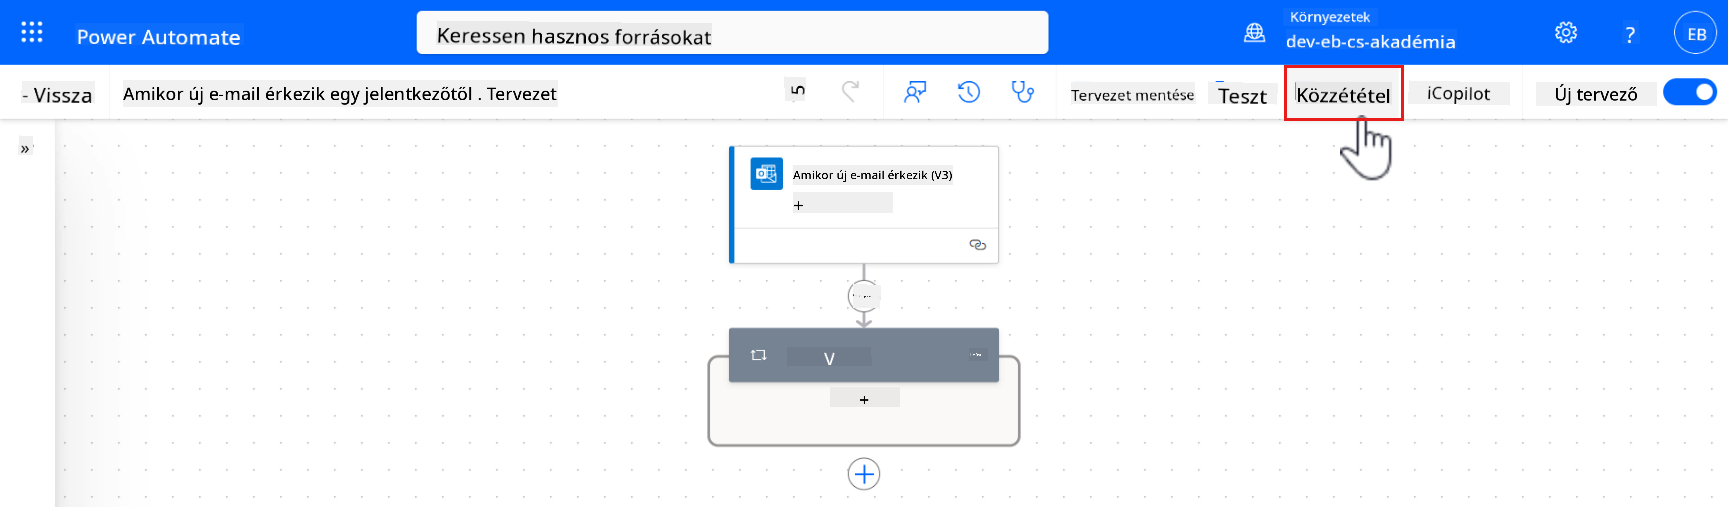 Power Automate
Keressen hasznos forrásokat
Környezetek
dev-eb-cs-akadémia
?
EB
- Vissza
Amikor új e-mail érkezik egy jelentkezőtől . Tervezet
Tervezet mentése
Teszt
Közzététel
iCopilot
Új tervező
»
Amikor új e-mail érkezik (V3)
+
V
+